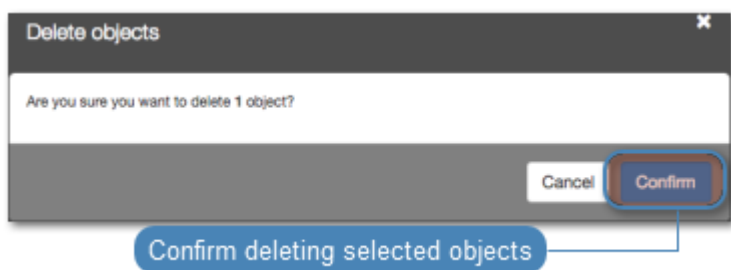 Delete objects
Are you sure you want to delete 1 object?
Cancel Confirm
Confirm deleting selected objects